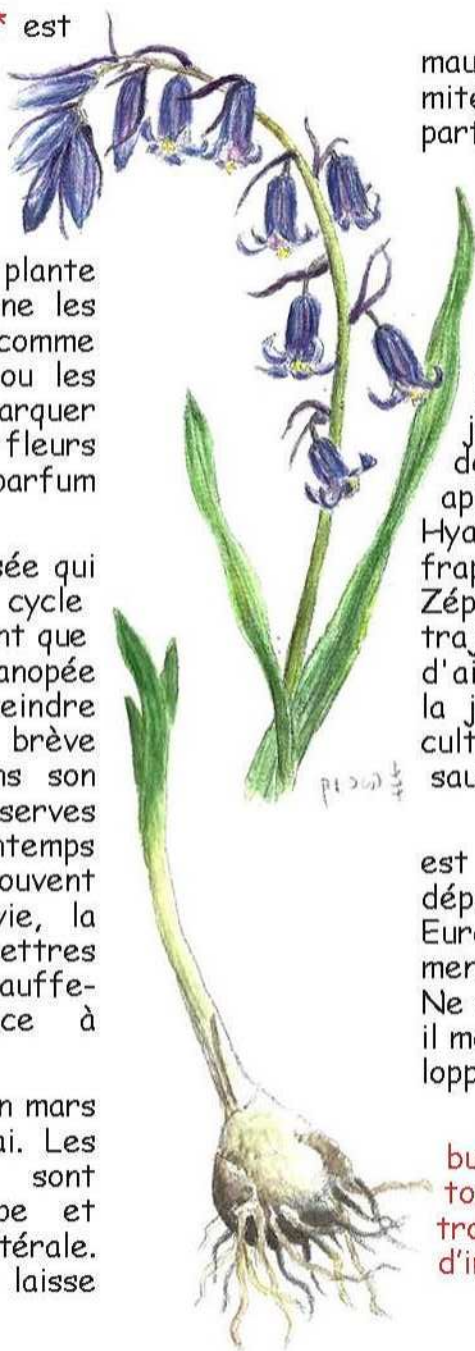 * est
plante
ne les
comme
ou les
arquer
fleurs
parfum
sée qui
cycle
nt que
anopée
eindre
brève
ns son
serves
ntemps
ouvent
vie, la
ettres
auffe-
ce à
n mars
ai. Les
sont
pe et
térale.
laisse
mau
mite
part
j
de
ap
Hya
frap
Zép
tra
d'ai
la j
cult
sau
est
dép
Eur
mer
Ne
il m
lopp
bu
to
tra
d'in